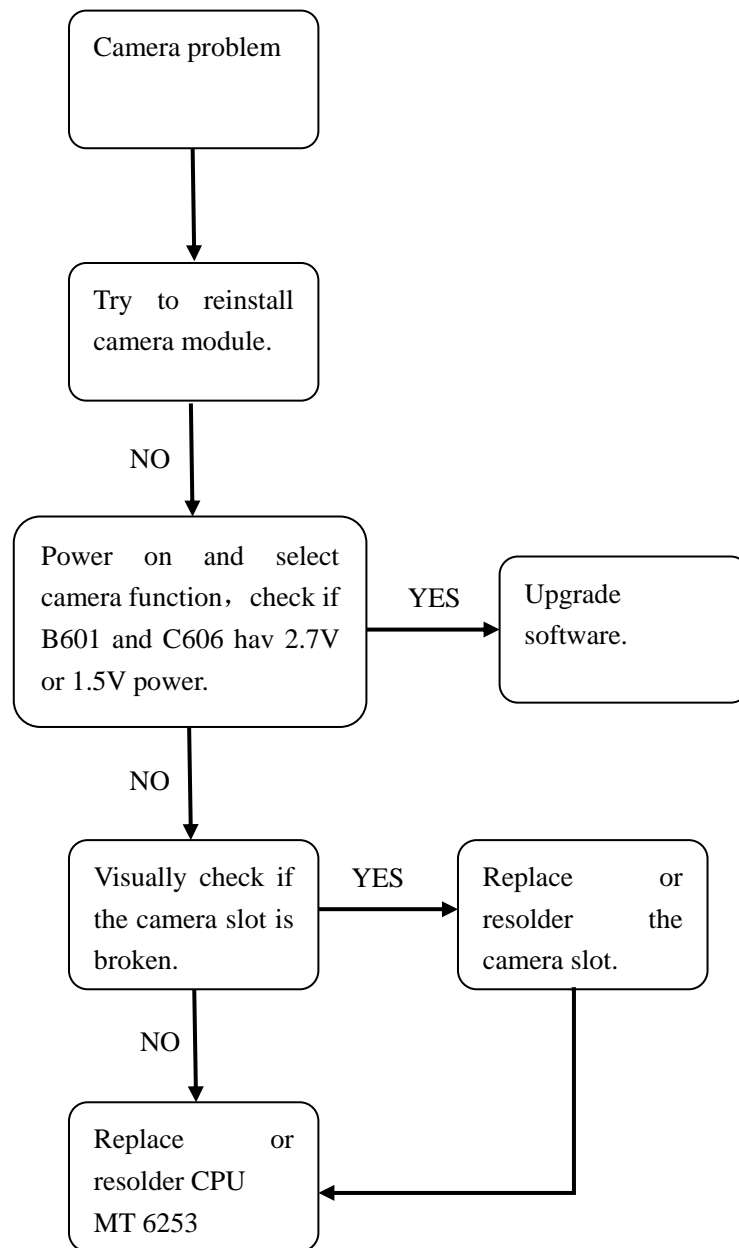 Camera problem
Try to reinstall
camera module.
NO
Power on and select
camera function，check if
B601 and C606 hav 2.7V
or 1.5V power.
YES
Upgrade
software.
NO
Visually check if
the camera slot is
broken.
YES
Replace or
resolder the
camera slot.
NO
Replace or
resolder CPU
MT 6253